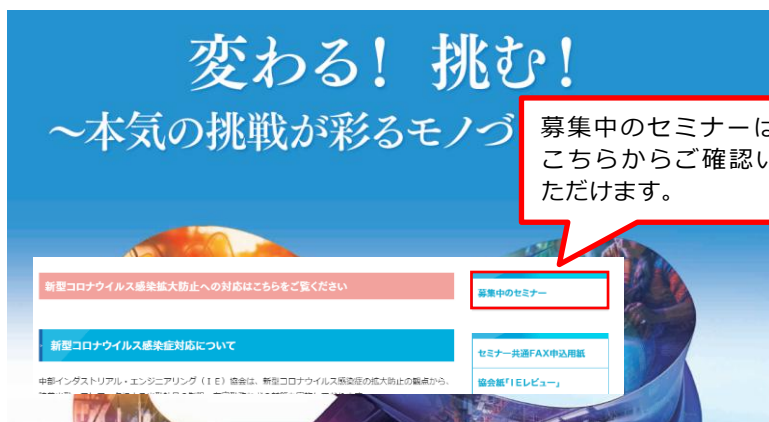 変わる！ 挑む！
～本気の挑戦が彩るモノづ
募集中のセミナーは
こちらからご確認い
ただけます。
新型コロナウイルス感染拡大防止への対応はこちらをご覧ください
募集中のセミナー
新型コロナウイルス感染症対応について
セミナー共通FAX申込用紙
中部インダストリアル・エンジニアリング（ＩＥ）協会は、新型コロナウイルス感染症の拡大防止の観点から、
協会紙「ＩＥレビュー」